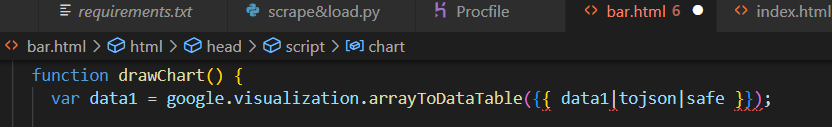 requirements.txt scrape&load.py Procfile bar.html 6 index.html
bar.html > html > head > script > chart
function drawChart() {
var data1 = google.visualization.arrayToDataTable({{ data1|tojson|safe }});